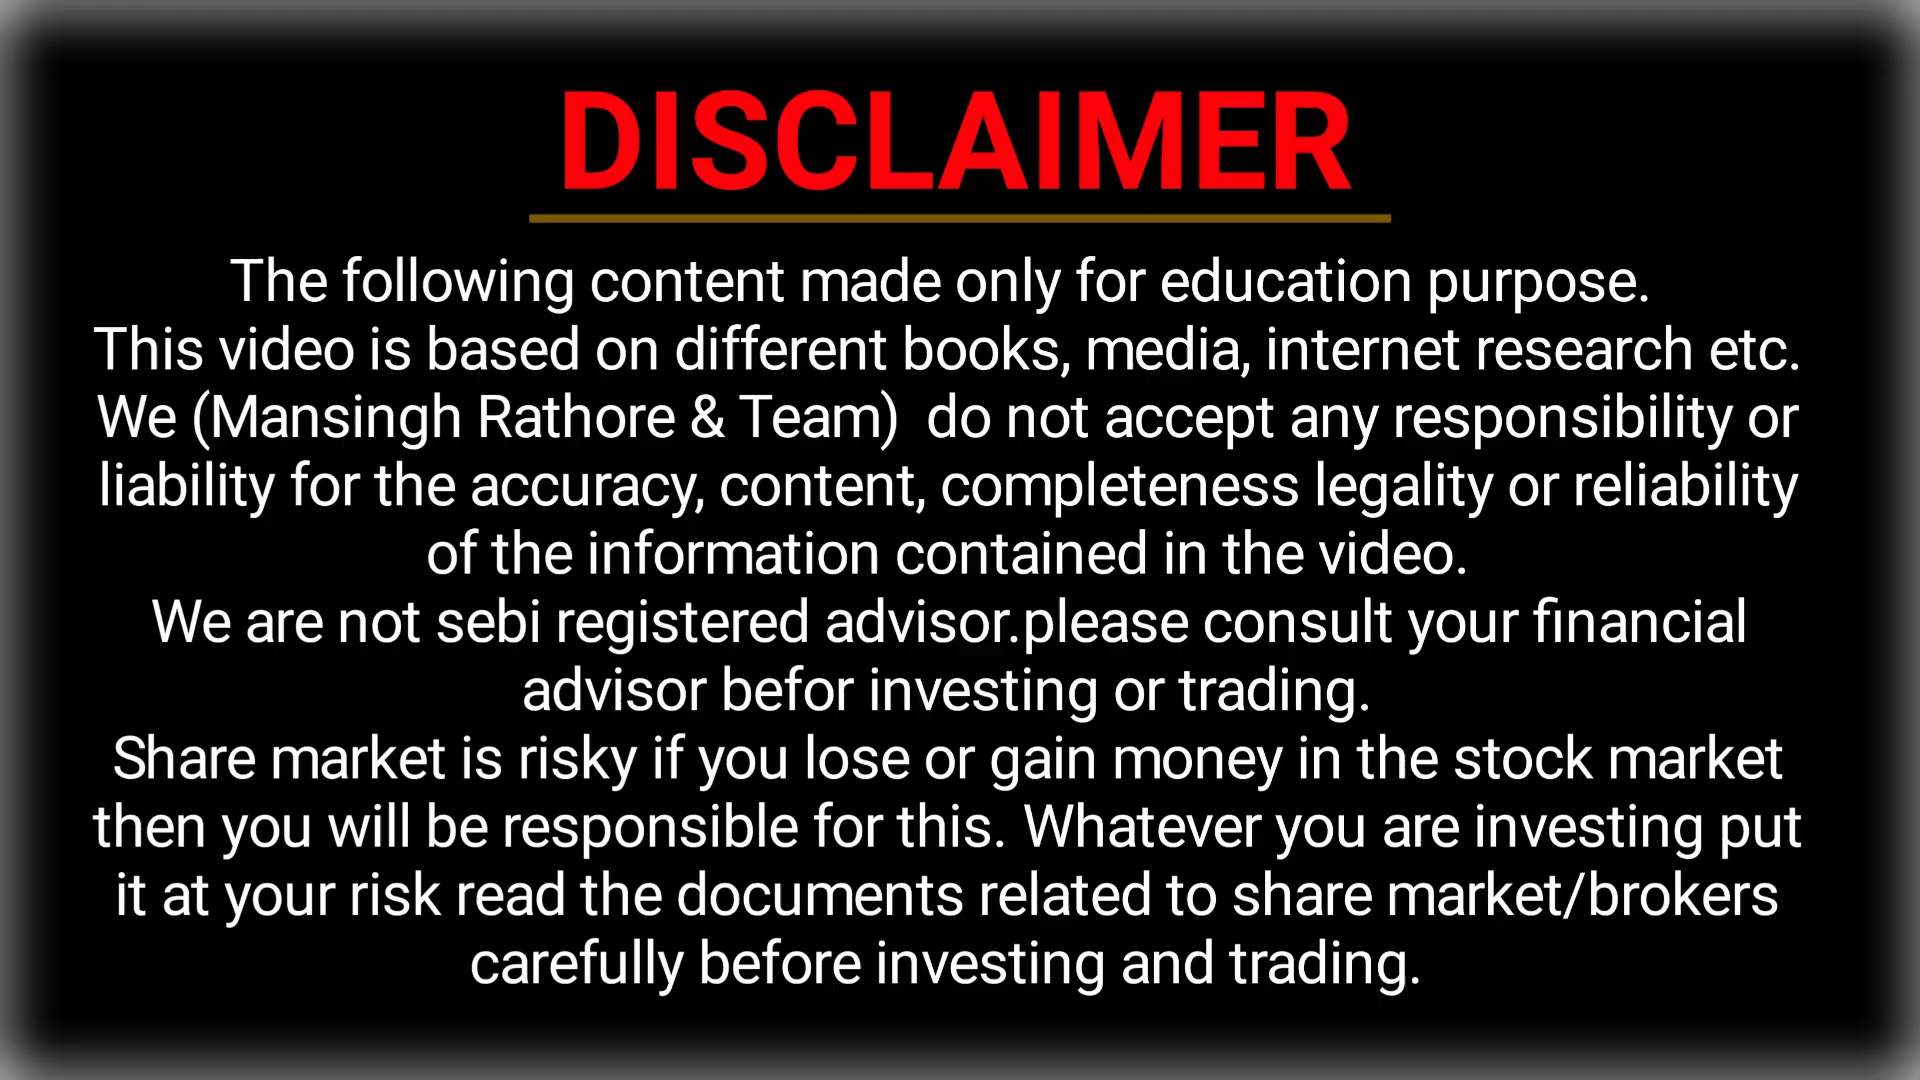 DISCLAIMER
The following content made only for education purpose.
This video is based on different books, media, internet research etc.
We (Mansingh Rathore & Team)  do not accept any responsibility or
liability for the accuracy, content, completeness legality or reliability
of the information contained in the video.
We are not sebi registered advisor.please consult your financial
advisor befor investing or trading.
Share market is risky if you lose or gain money in the stock market
then you will be responsible for this. Whatever you are investing put
it at your risk read the documents related to share market/brokers
carefully before investing and trading.